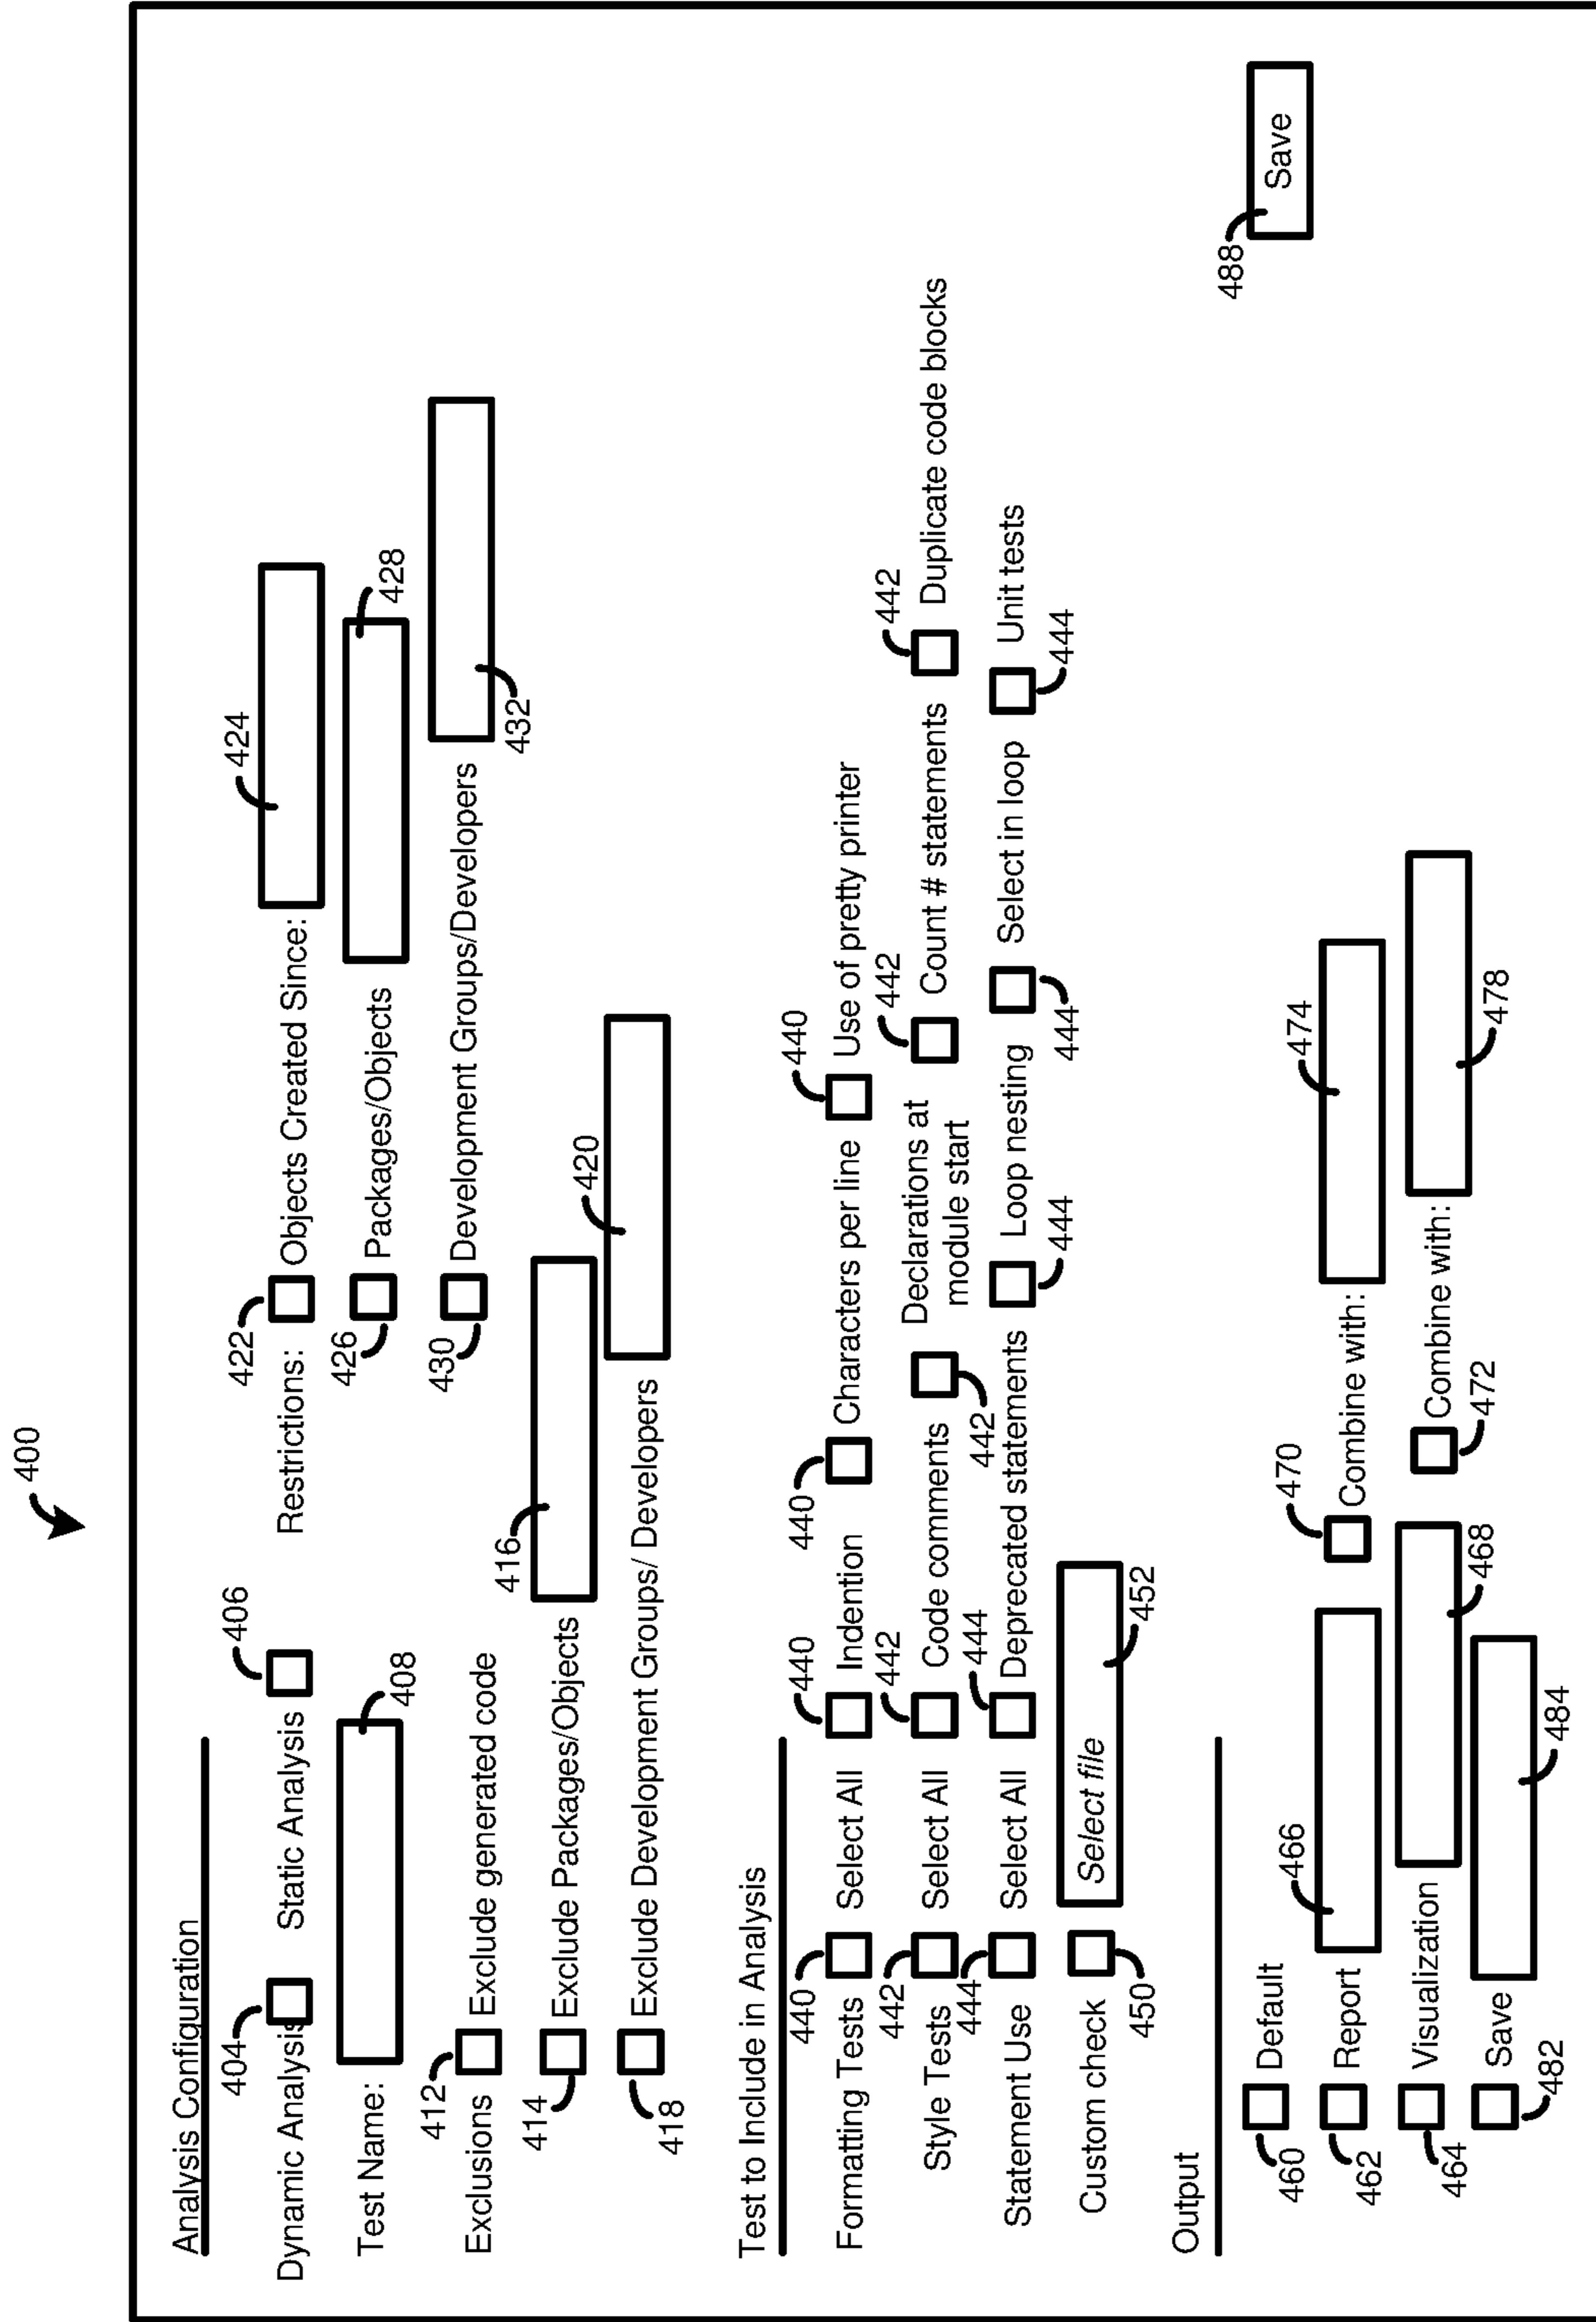 400
Analysis Configuration
404 406 422 424
Dynamic Analysis Static Analysis Restrictions: Objects Created Since:
Test Name: 408 426 Packages/Objects 428
412 430 Development Groups/Developers 432
Exclusions Exclude generated code
414 Exclude Packages/Objects 416
418 Exclude Development Groups/ Developers 420
Test to Include in Analysis
440 440 440 440
Formatting Tests Select All Indention Characters per line Use of pretty printer
442 442 442 442 442
Style Tests Select All Code comments Declarations at module start Count # statements Duplicate code blocks
444 444 444 444 444
Statement Use Select All Deprecated statements Loop nesting Select in loop Unit tests
Custom check 450 Select file 452
Output
460 Default
462 Report 466 470 Combine with: 474
464 Visualization 468 472 Combine with: 478
482 Save 484
488 Save